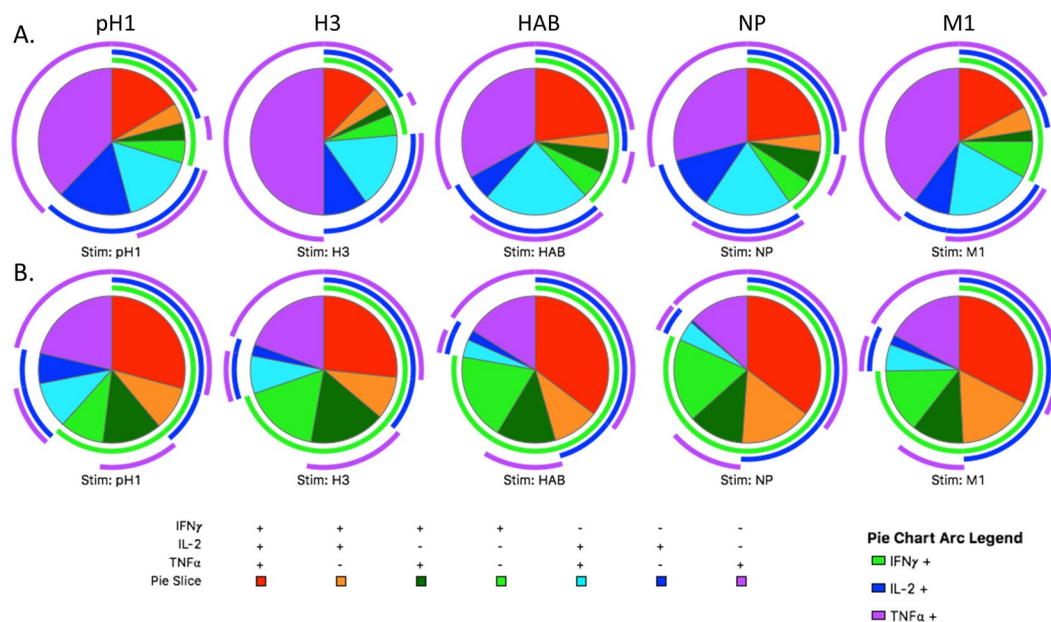 pH1 H3 HAB NP M1
A.
Stim: pH1 Stim: H3 Stim: HAB Stim: NP Stim: M1
B.
Stim: pH1 Stim: H3 Stim: HAB Stim: NP Stim: M1
IFNγ + + + + - - -
IL-2 + + - - + + -
TNFα + - + - + - +
Pie Slice
Pie Chart Arc Legend
IFNγ +
IL-2 +
TNFα +